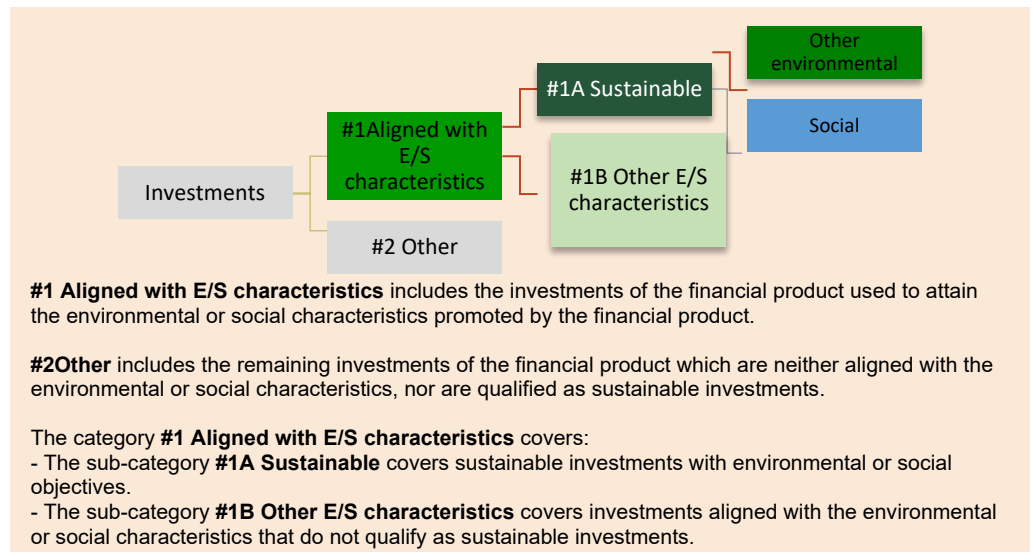 Other
environmental
#1A Sustainable
Social
#1Aligned with
E/S
characteristics
#1B Other E/S
characteristics
Investments
#2 Other
#1 Aligned with E/S characteristics includes the investments of the financial product used to attain
the environmental or social characteristics promoted by the financial product.
#2Other includes the remaining investments of the financial product which are neither aligned with the
environmental or social characteristics, nor are qualified as sustainable investments.
The category #1 Aligned with E/S characteristics covers:
- The sub-category #1A Sustainable covers sustainable investments with environmental or social
objectives.
- The sub-category #1B Other E/S characteristics covers investments aligned with the environmental
or social characteristics that do not qualify as sustainable investments.